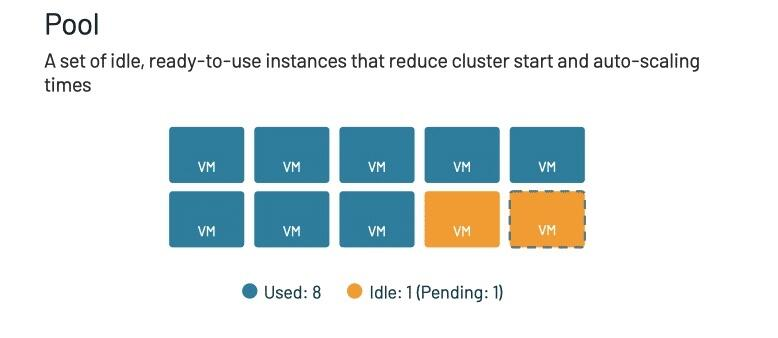 Pool
A set of idle, ready-to-use instances that reduce cluster start and auto-scaling
times
VM VM VM VM VM
VM VM VM VM VM
Used: 8 Idle: 1 (Pending: 1)